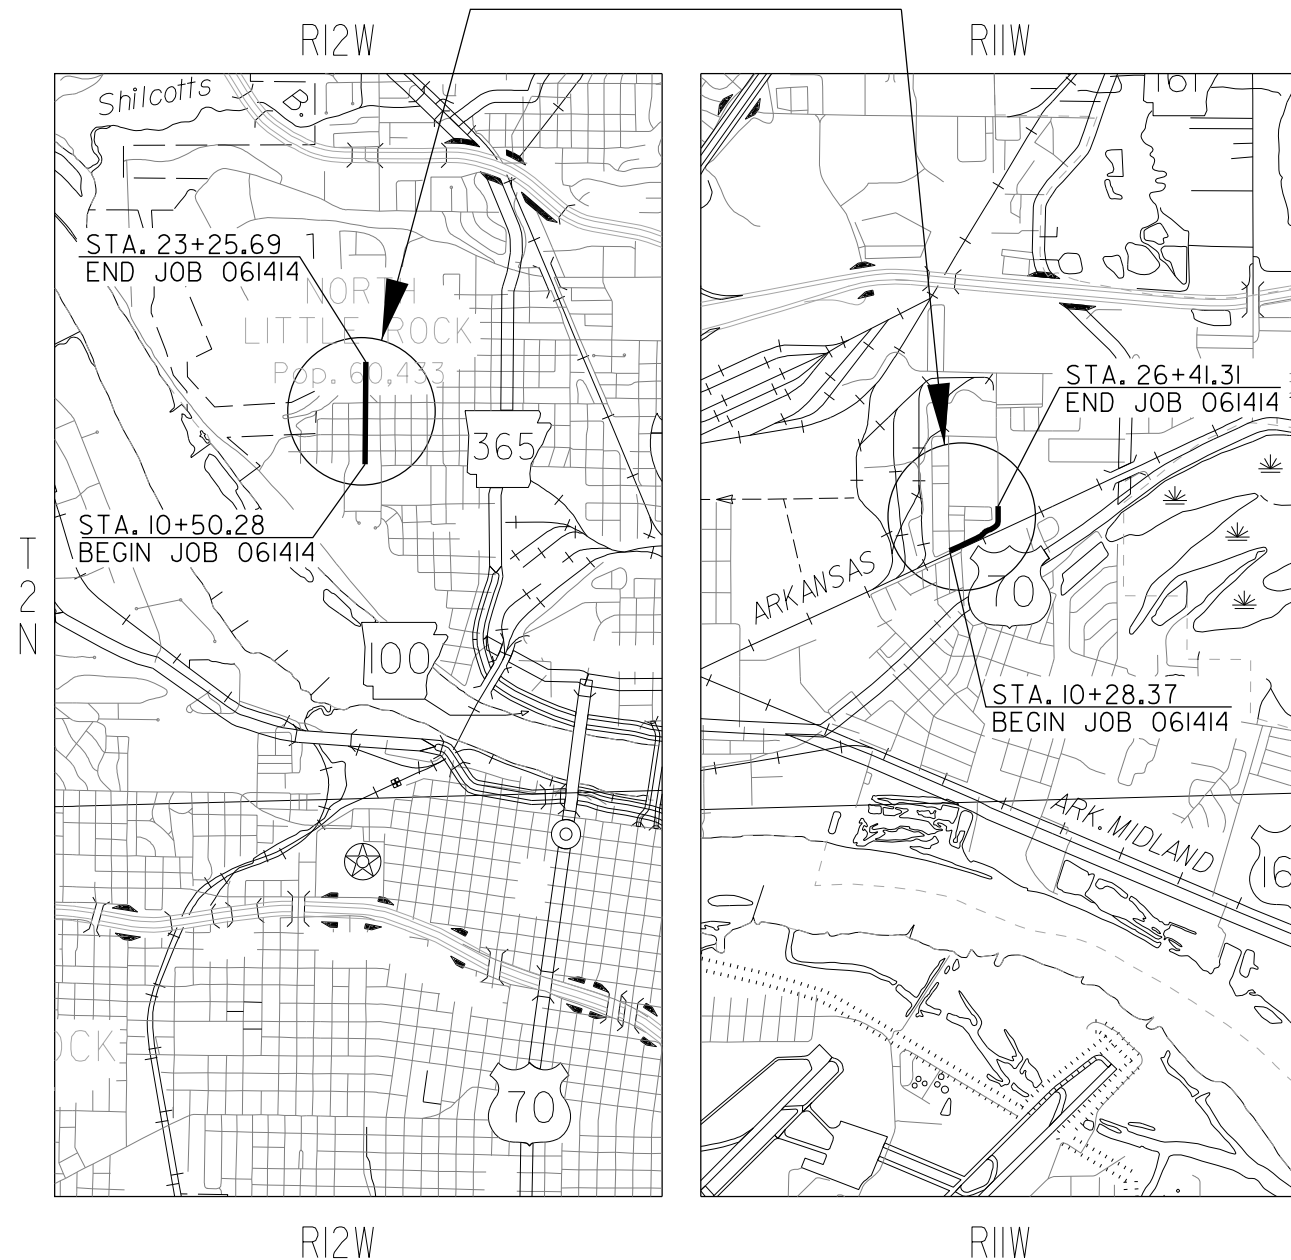 R12W
R11W
Shilcotts
B.
161
STA. 23+25.69
END JOB 061414
NORTH
LITTLE ROCK
Pop. 60,433
STA. 26+41.31
END JOB 061414
365
STA. 10+50.28
BEGIN JOB 061414
T
2
N
ARKANSAS
70
100
STA. 10+28.37
BEGIN JOB 061414
ARK. MIDLAND
16
OCK
L
70
R12W
R11W